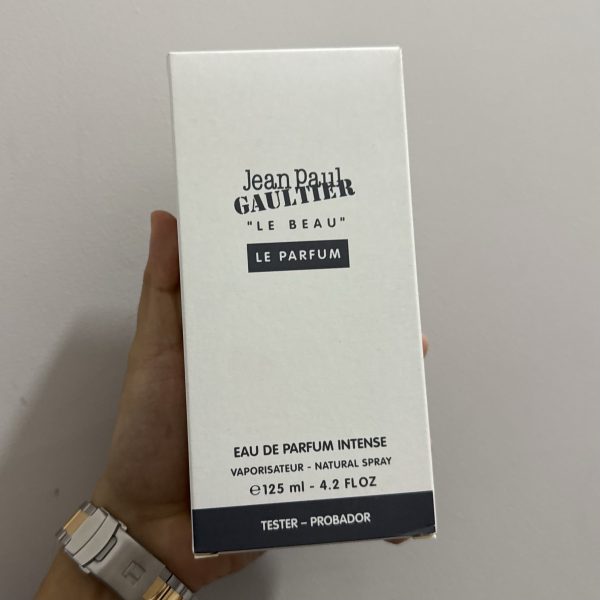 Jean Paul
GAULTIER
"LE BEAU"
LE PARFUM
EAU DE PARFUM INTENSE
VAPORISATEUR - NATURAL SPRAY
℮125 ml - 4.2 FLOZ
TESTER – PROBADOR